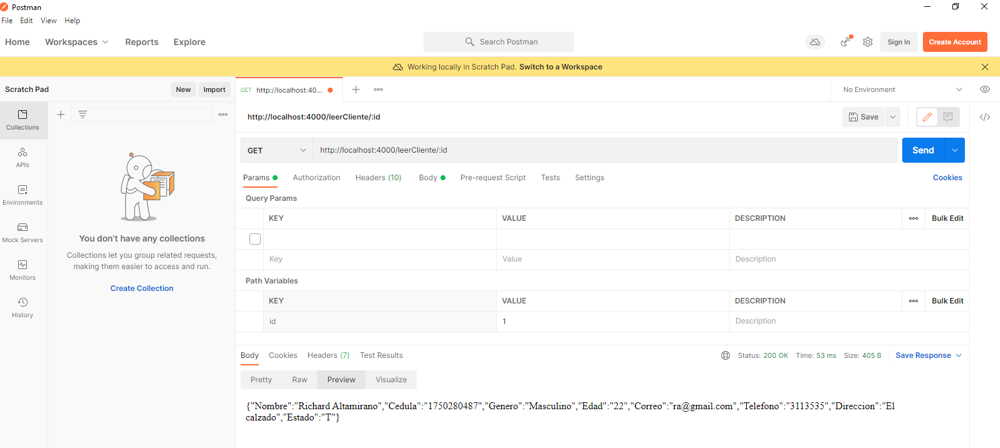 Postman
File Edit View Help
Home Workspaces Reports Explore Search Postman Sign In Create Account
Working locally in Scratch Pad. Switch to a Workspace
Scratch Pad New Import GET http://localhost:40... No Environment
Collections
APIs
Environments
Mock Servers
Monitors
History
You don't have any collections
Collections let you group related requests,
making them easier to access and run.
Create Collection
http://localhost:4000/leerCliente/:id Save
GET http://localhost:4000/leerCliente/:id Send
Params Authorization Headers (10) Body Pre-request Script Tests Settings Cookies
Query Params
KEY VALUE DESCRIPTION Bulk Edit
Key Value Description
Path Variables
KEY VALUE DESCRIPTION Bulk Edit
id 1 Description
Body Cookies Headers (7) Test Results Status: 200 OK Time: 53 ms Size: 405 B Save Response
Pretty Raw Preview Visualize
{"Nombre":"Richard Altamirano","Cedula":"1750280487","Genero":"Masculino","Edad":"22","Correo":"ra@gmail.com","Telefono":"3113535","Direccion":"El
calzado","Estado":"T"}